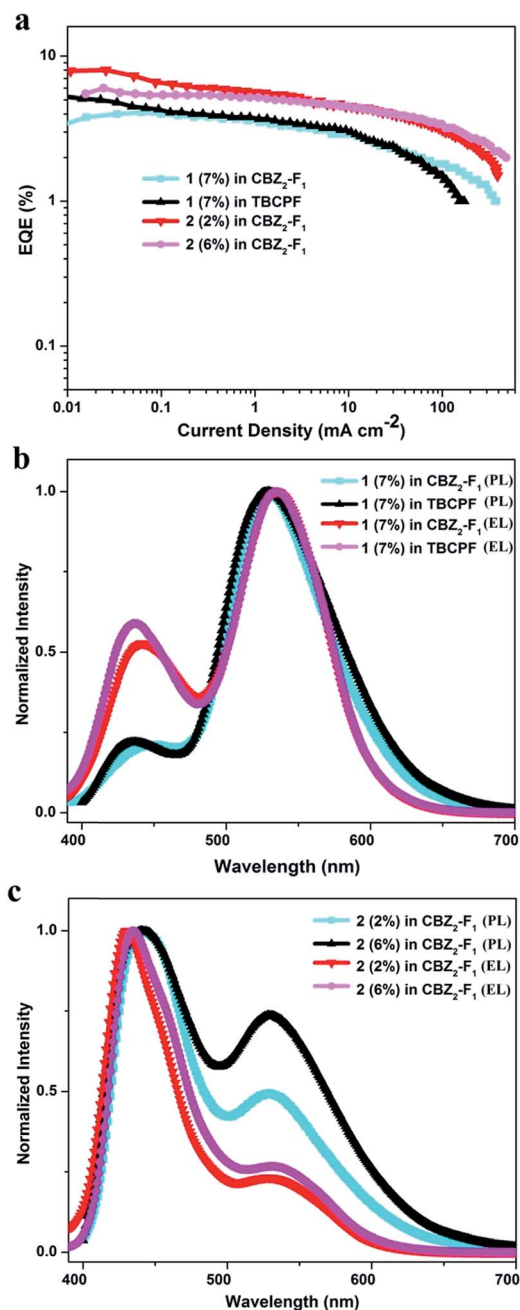 a
10
1
0.1
EQE (%)
1 (7%) in CBZ₂-F₁
1 (7%) in TBCPF
2 (2%) in CBZ₂-F₁
2 (6%) in CBZ₂-F₁
0.01 0.1 1 10 100
Current Density (mA cm⁻²)
b
1.0
0.5
0.0
Normalized Intensity
1 (7%) in CBZ₂-F₁(PL)
1 (7%) in TBCPF (PL)
1 (7%) in CBZ₂-F₁(EL)
1 (7%) in TBCPF (EL)
400 500 600 700
Wavelength (nm)
c
1.0
0.5
0.0
Normalized Intensity
2 (2%) in CBZ₂-F₁ (PL)
2 (6%) in CBZ₂-F₁ (PL)
2 (2%) in CBZ₂-F₁ (EL)
2 (6%) in CBZ₂-F₁ (EL)
400 500 600 700
Wavelength (nm)